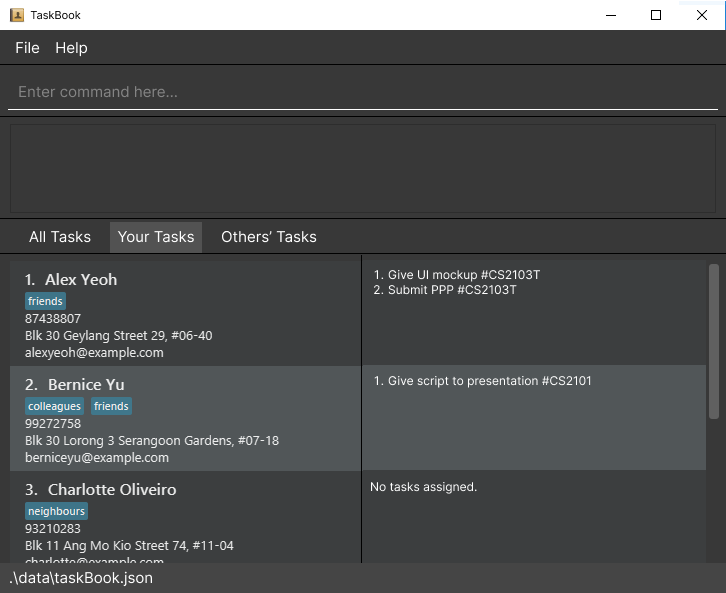 TaskBook
File Help
Enter command here...
All Tasks Your Tasks Others’ Tasks
1. Alex Yeoh
friends
87438807
Blk 30 Geylang Street 29, #06-40
alexyeoh@example.com
1. Give UI mockup #CS2103T
2. Submit PPP #CS2103T
2. Bernice Yu
colleagues friends
99272758
Blk 30 Lorong 3 Serangoon Gardens, #07-18
berniceyu@example.com
1. Give script to presentation #CS2101
3. Charlotte Oliveiro
neighbours
93210283
Blk 11 Ang Mo Kio Street 74, #11-04
charlotte@example.com
No tasks assigned.
.\data\taskBook.json